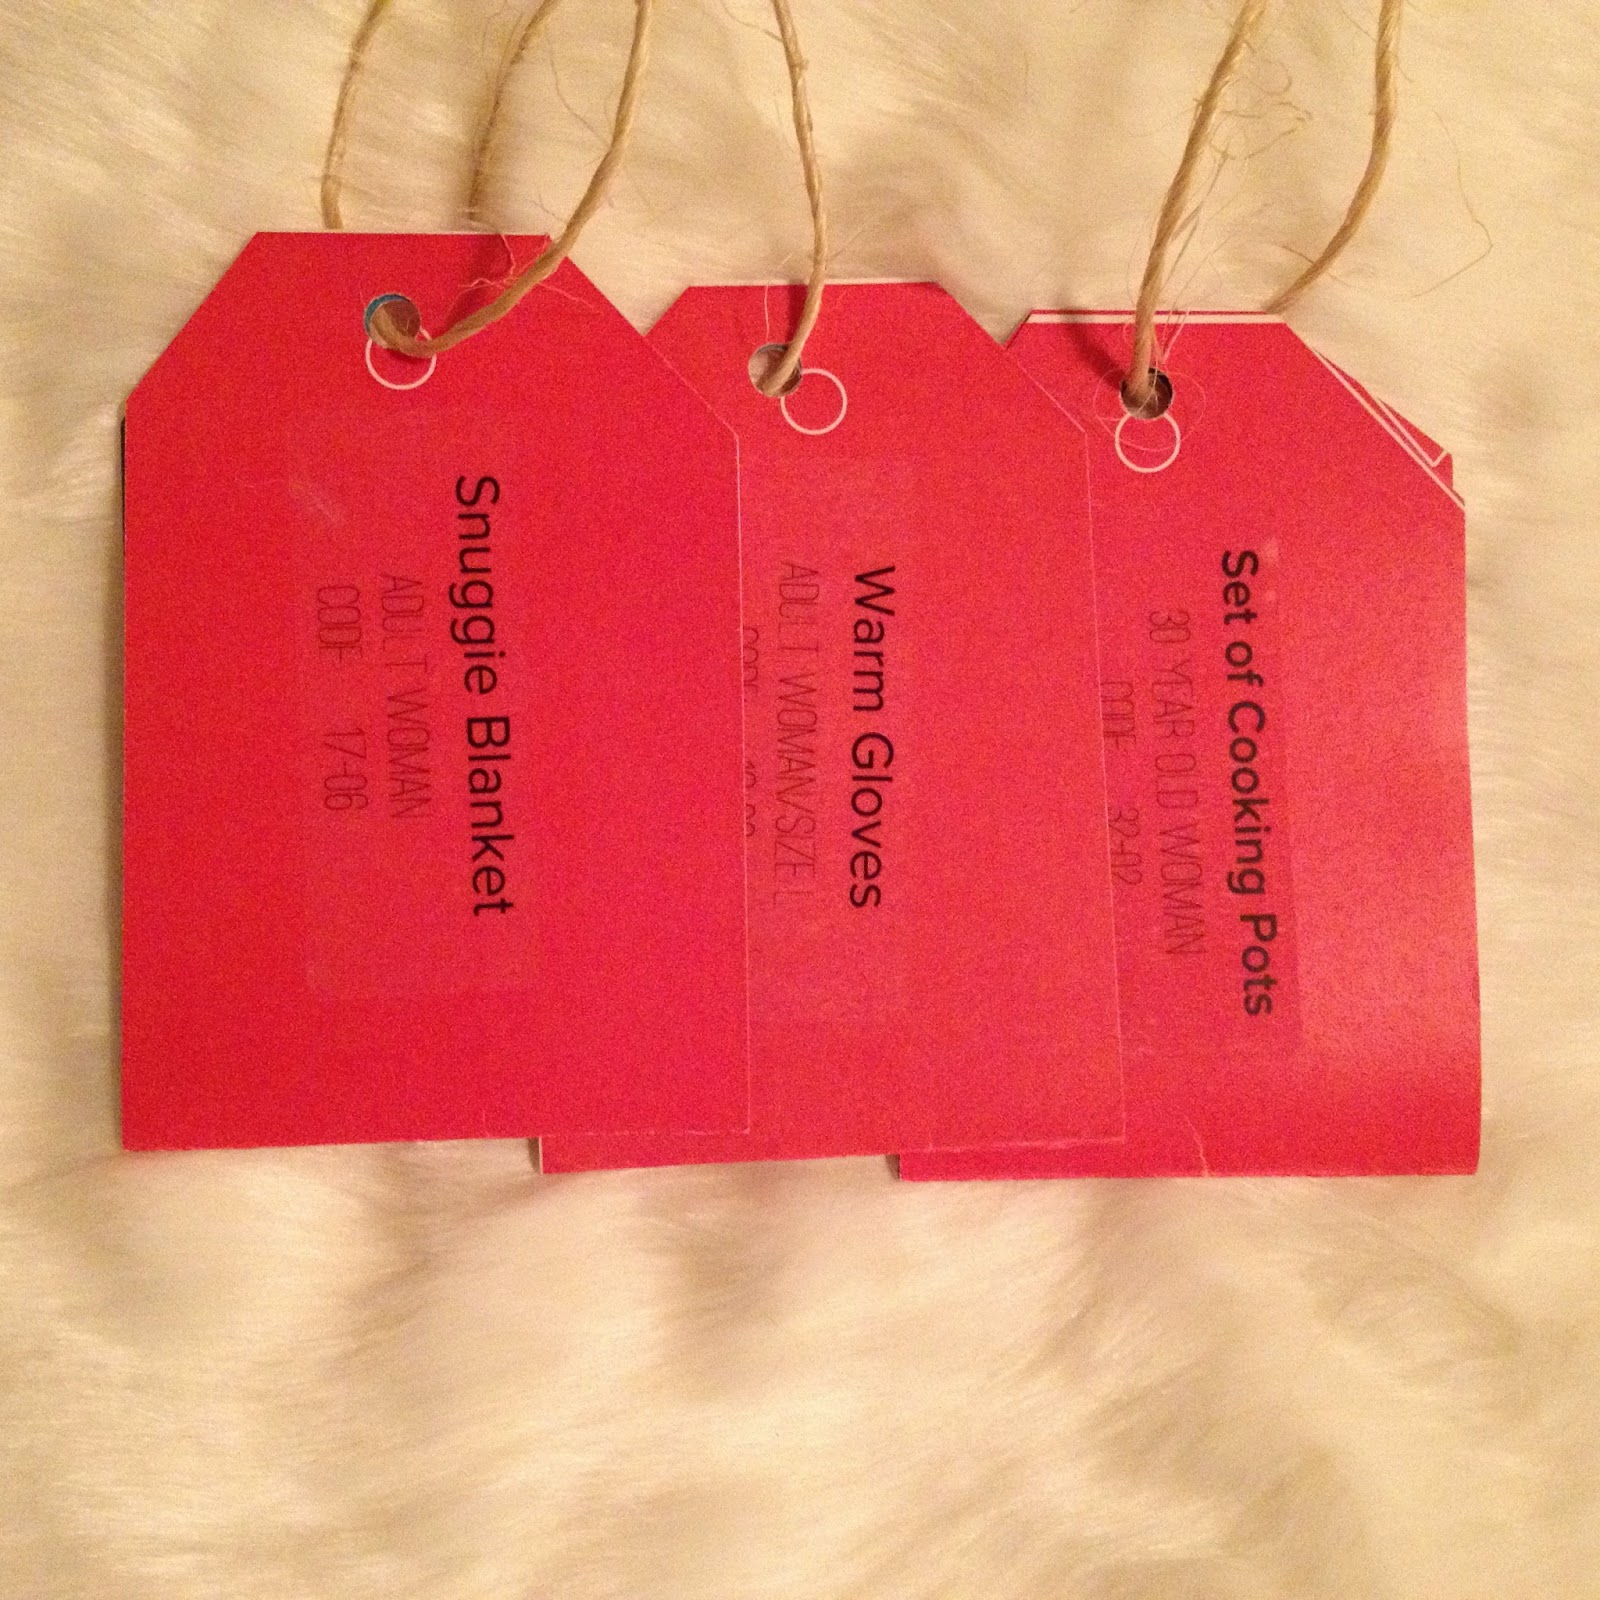 Snuggie Blanket
ADULT WOMAN
CODE 17-06
Warm Gloves
ADULT WOMAN/SIZE L
CODE
Set of Cooking Pots
30 YEAR OLD WOMAN
CODE 32-02